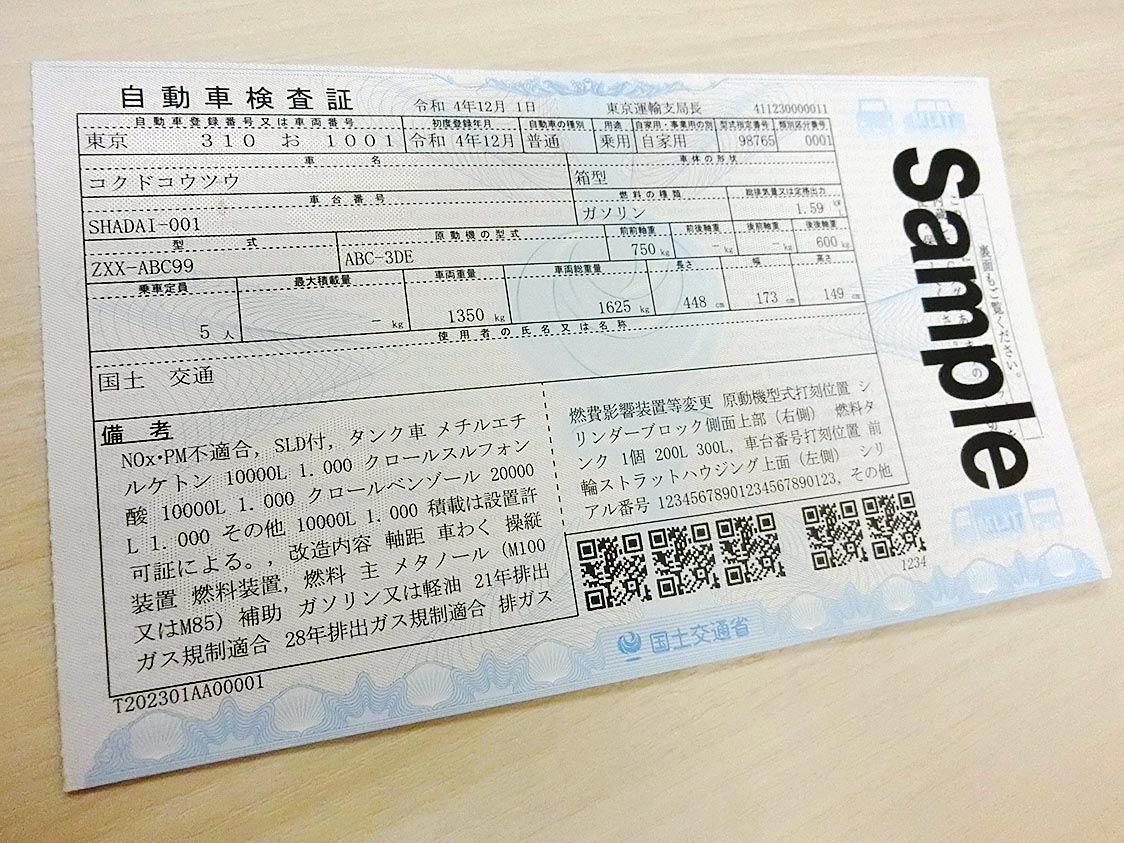 自動車検査証 令和 4年12月 1日 東京運輸支局長 411230000011
自動車登録番号又は車両番号 初度登録年月 自動車の種別 用途 自家用・事業用の別 型式指定番号 類別区分番号
東京 310 お 1001 令和 4年12月 普通 乗用 自家用 98765 0001
車 名 車体の形状
コクドコウツウ 箱型
車台番号 燃料の種類 総排気量又は定格出力
SHADAI-001 ガソリン 1.59
型 式 原動機の型式 前前軸重 前後軸重 後前軸重 後後軸重
ZXX-ABC99 ABC-3DE 750 kg - kg - kg 600 kg
乗車定員 最大積載量 車両重量 車両総重量 長さ 幅 高さ
5 人 - kg 1350 kg 1625 kg 448 cm 173 cm 149 cm
使用者の氏名又は名称
国土 交通
備考
NOx・PM不適合, SLD付, タンク車 メチルエチ
ルケトン 10000L 1.000 クロールスルフォン
酸 10000L 1.000 クロールベンゾール 20000
L 1.000 その他 10000L 1.000 積載は設置許
可証による。, 改造内容 軸距 車わく 操縦
装置 燃料装置, 燃料 主 メタノール (M100
又はM85) 補助 ガソリン又は軽油 21年排出
ガス規制適合 28年排出ガス規制適合 排ガス
燃費影響装置等変更 原動機型式打刻位置 シ
リンダーブロック側面上部 (右側) 燃料タ
ンク 1個 200L 300L, 車台番号打刻位置 前
輪ストラットハウジング上面 (左側) シリ
アル番号 12345678901234567890123, その他
1234
国土交通省
T202301AA00001
Sample
裏面もご覧ください。